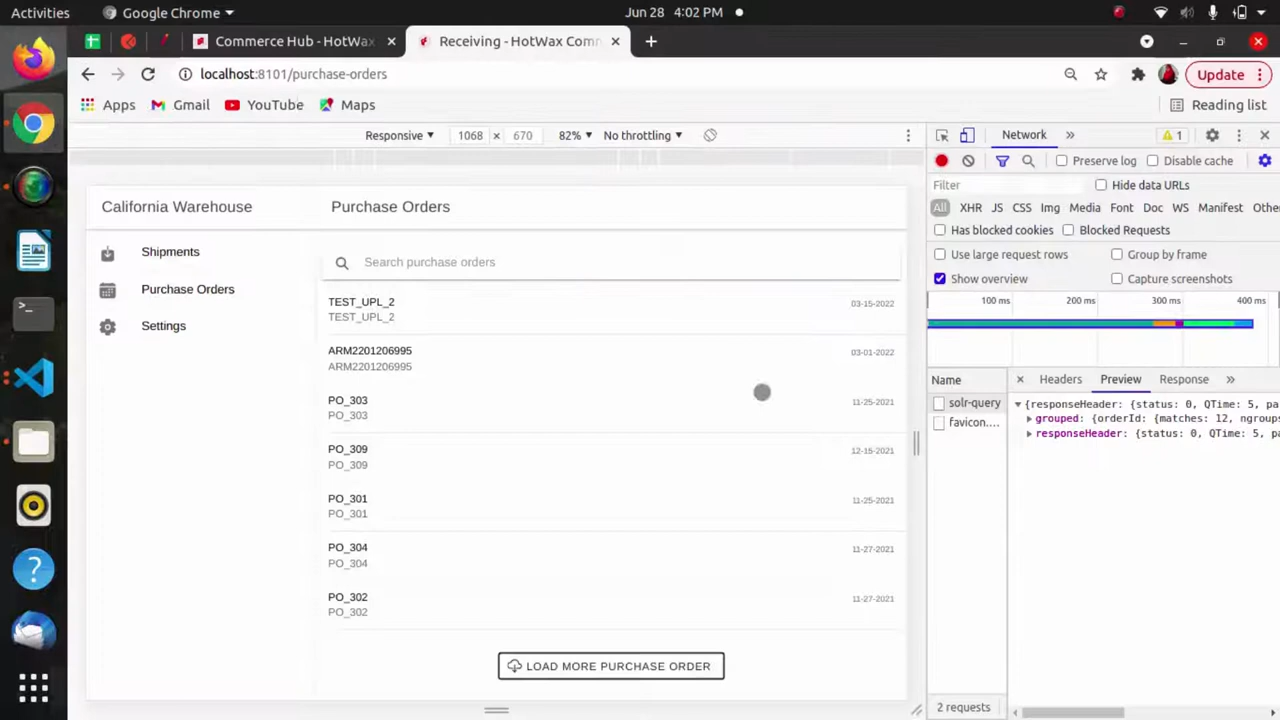 Activities
Google Chrome
Jun 28 4:02 PM
Commerce Hub - HotWax
Receiving - HotWax Comm
localhost:8101/purchase-orders
Update
Apps
Gmail
YouTube
Maps
Reading list
Responsive
1068 × 670
82%
No throttling
Network
1
Preserve log
Disable cache
Filter
Hide data URLs
All XHR JS CSS Img Media Font Doc WS Manifest Other
Has blocked cookies
Blocked Requests
Use large request rows
Group by frame
Show overview
Capture screenshots
100 ms 200 ms 300 ms 400 ms
Name
Headers
Preview
Response
solr-query
favicon....
{responseHeader: {status: 0, QTime: 5, pa
grouped: {orderId: {matches: 12, ngroups
responseHeader: {status: 0, QTime: 5, pa
2 requests
California Warehouse
Shipments
Purchase Orders
Settings
Purchase Orders
Search purchase orders
TEST_UPL_2
TEST_UPL_2
03-15-2022
ARM2201206995
ARM2201206995
03-01-2022
PO_303
PO_303
11-25-2021
PO_309
PO_309
12-15-2021
PO_301
PO_301
11-25-2021
PO_304
PO_304
11-27-2021
PO_302
PO_302
11-27-2021
LOAD MORE PURCHASE ORDER